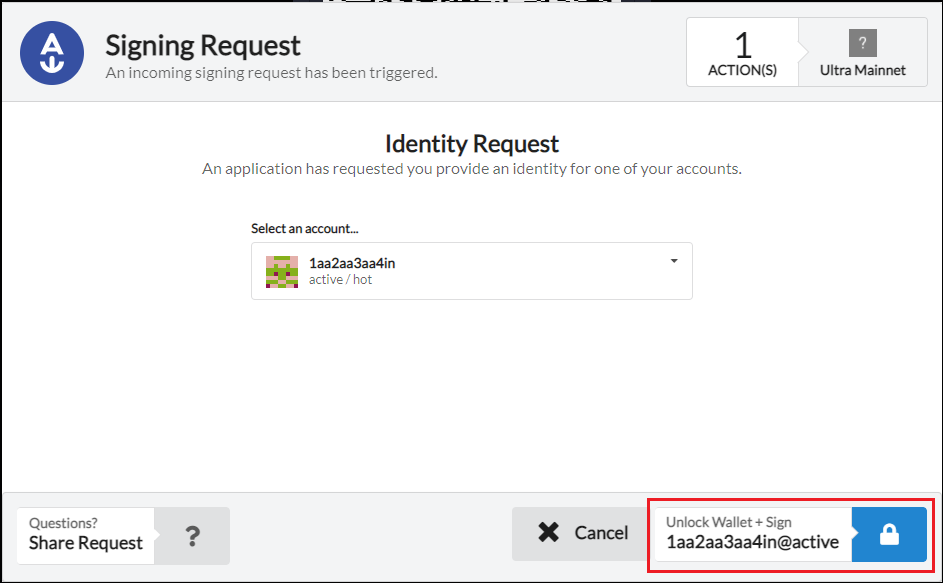 Signing Request
An incoming signing request has been triggered.
1
ACTION(S)
?
Ultra Mainnet
Identity Request
An application has requested you provide an identity for one of your accounts.
Select an account...
1aa2aa3aa4in
active / hot
Questions?
Share Request
?
Cancel
Unlock Wallet + Sign
1aa2aa3aa4in@active